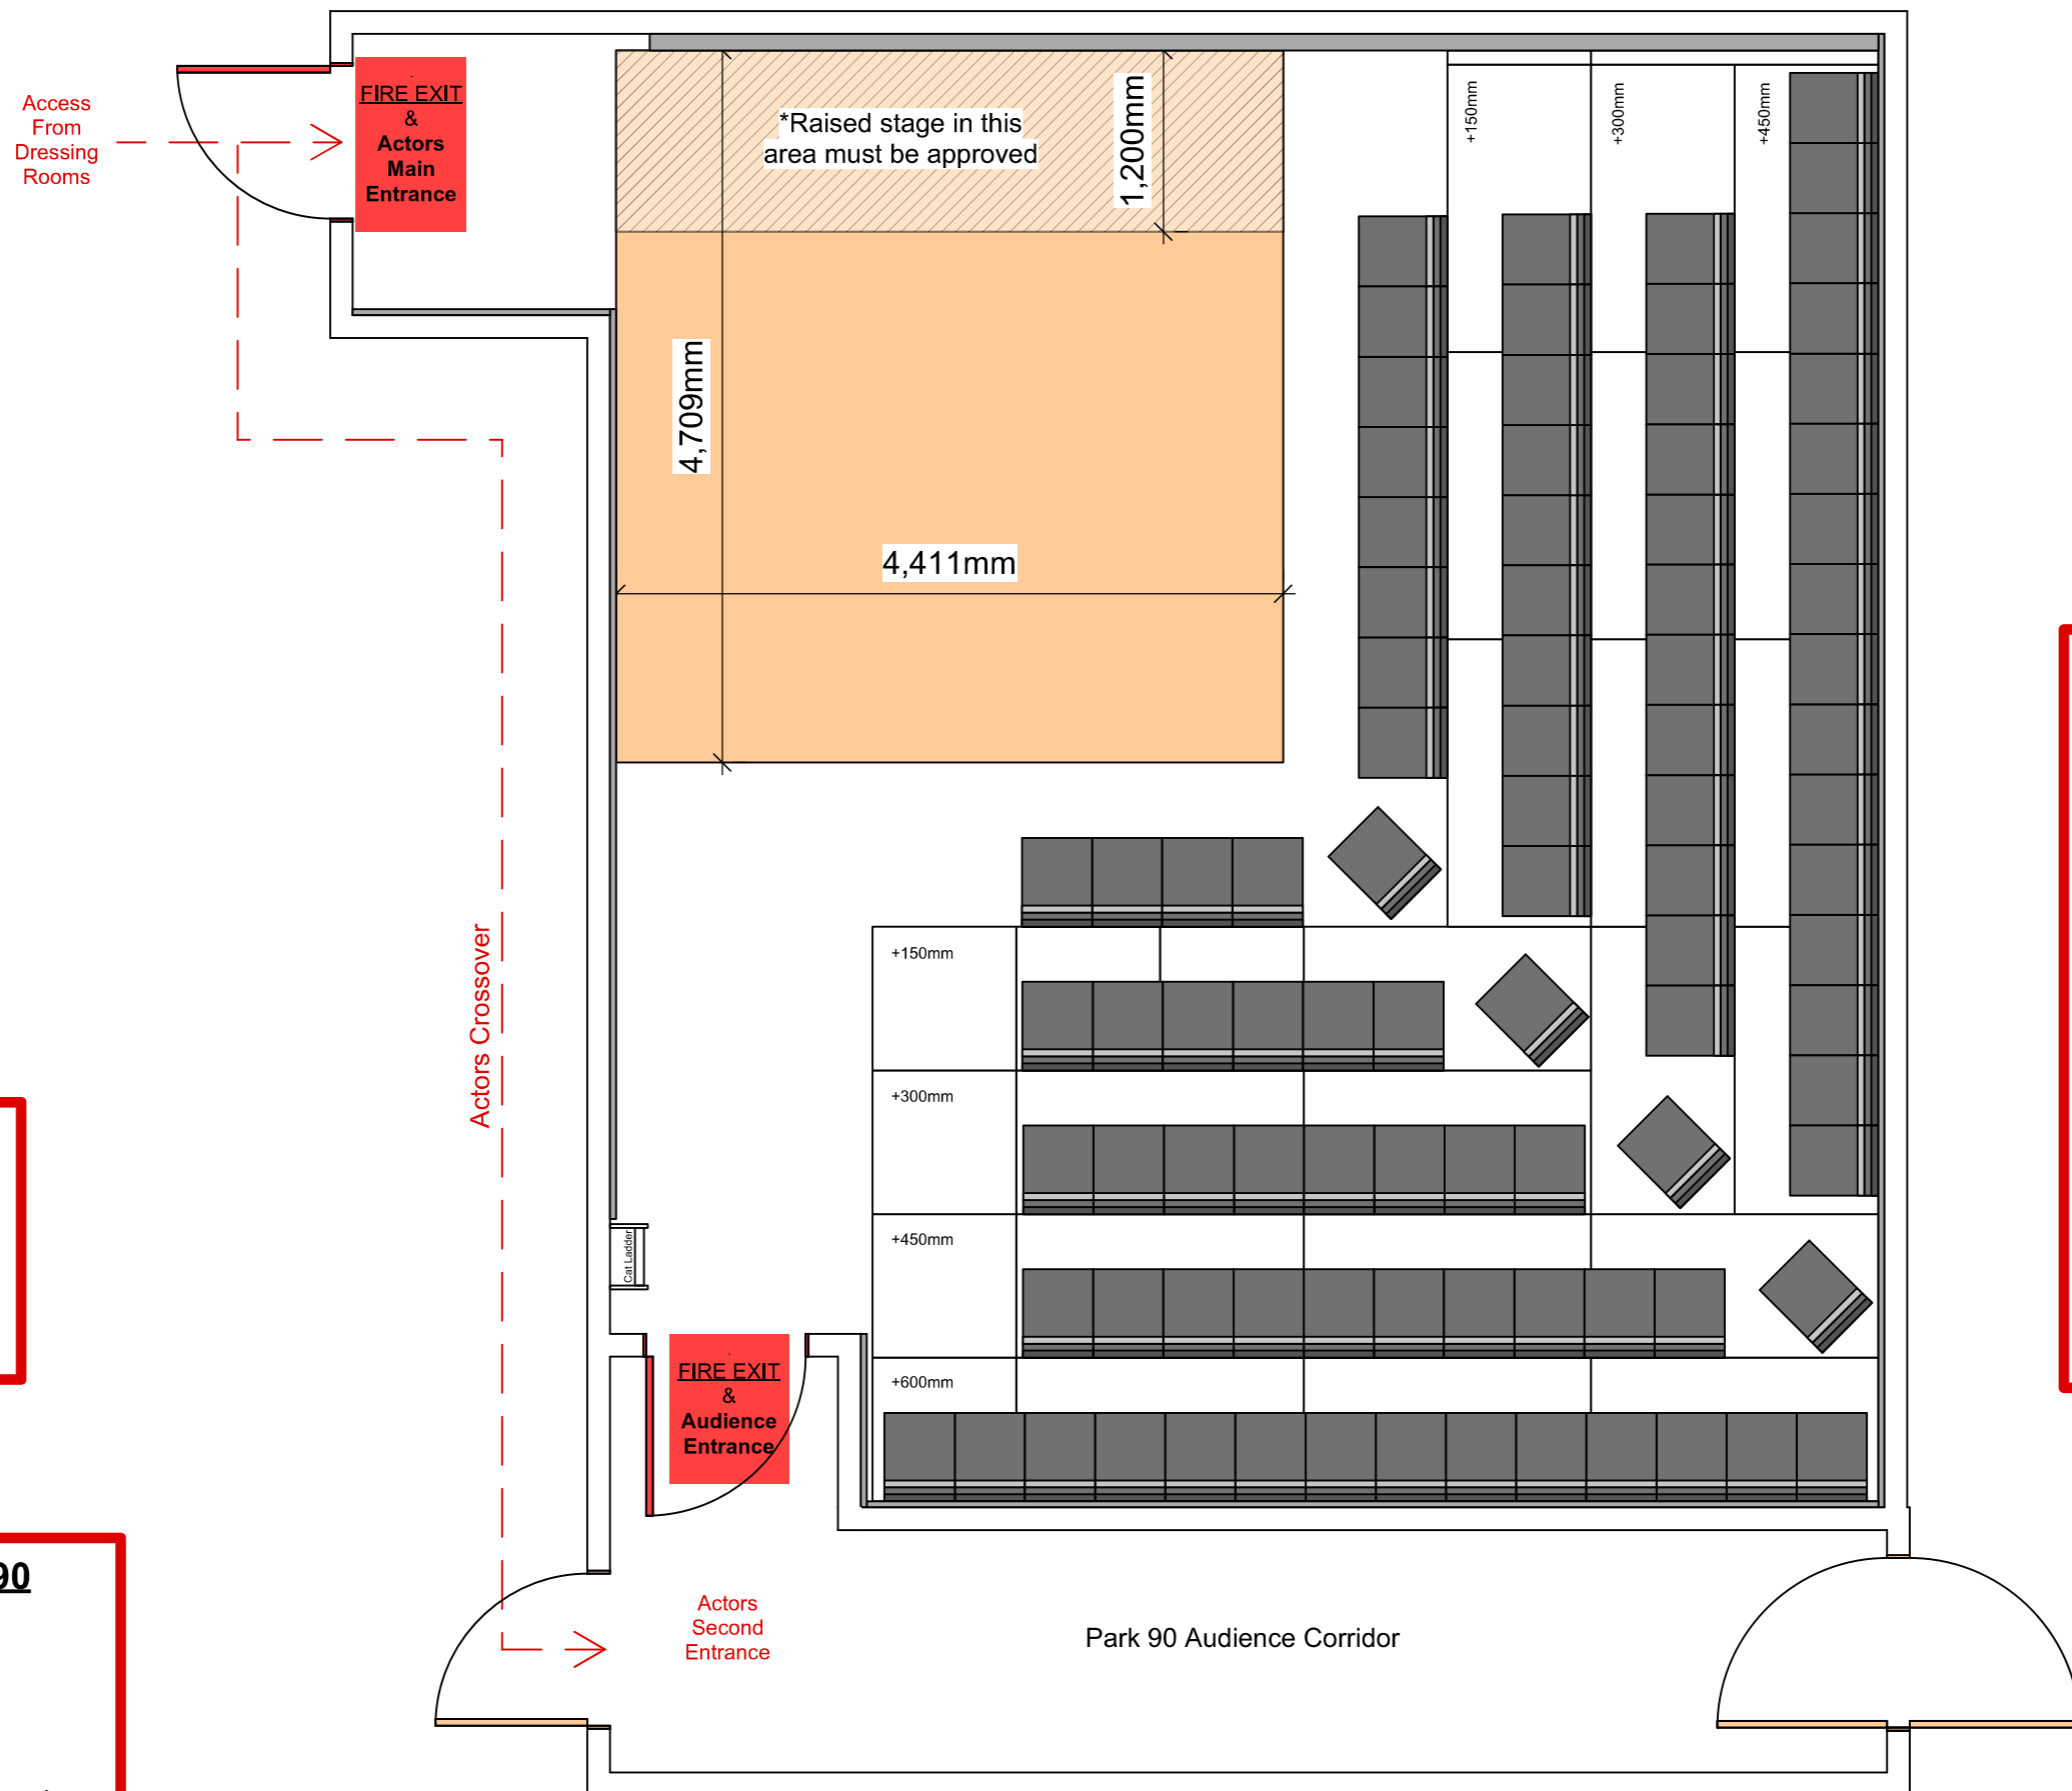 Access
From
Dressing
Rooms
FIRE EXIT
&
Actors
Main
Entrance
*Raised stage in this
area must be approved
1,200mm
+150mm
+300mm
+450mm
4,709mm
4,411mm
Actors Crossover
+150mm
+300mm
+450mm
+600mm
Cat Ladder
FIRE EXIT
&
Audience
Entrance
Actors
Second
Entrance
Park 90 Audience Corridor
90